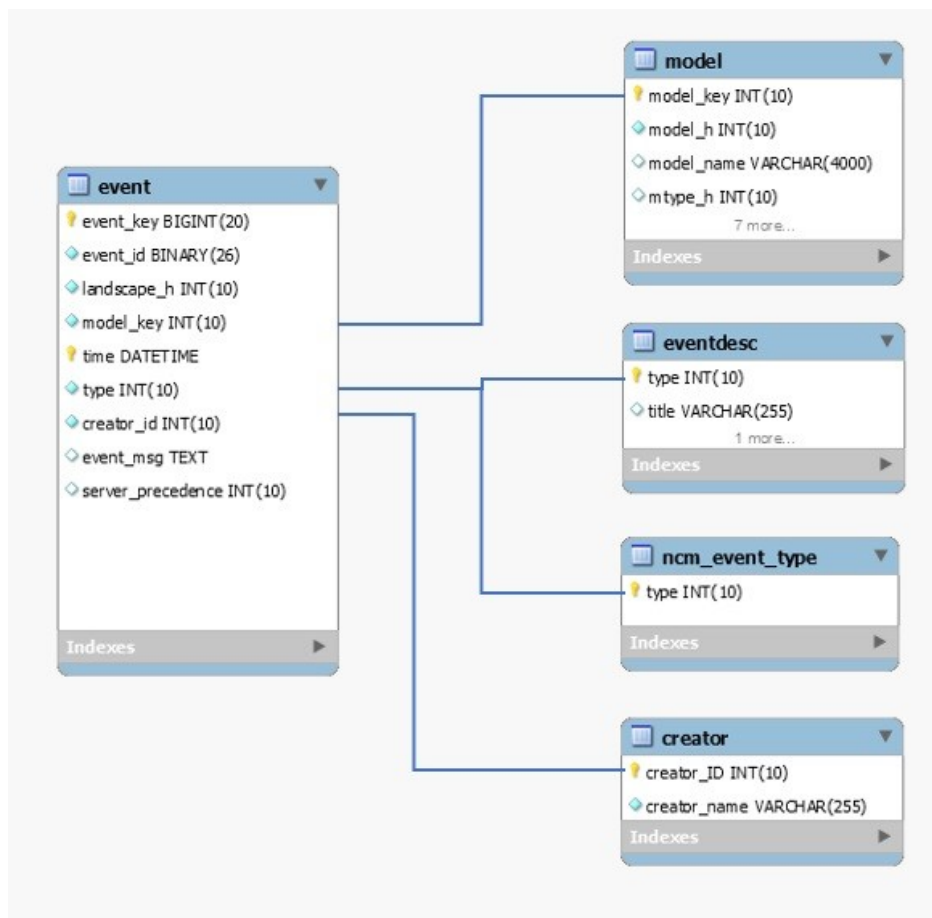 event
event_key BIGINT(20)
event_id BINARY(26)
landscape_h INT(10)
model_key INT(10)
time DATETIME
type INT(10)
creator_id INT(10)
event_msg TEXT
server_precedence INT(10)
Indexes
model
model_key INT(10)
model_h INT(10)
model_name VARCHAR(4000)
mtype_h INT(10)
7 more...
Indexes
eventdesc
type INT(10)
title VARCHAR(255)
1 more...
Indexes
ncm_event_type
type INT(10)
Indexes
creator
creator_ID INT(10)
creator_name VARCHAR(255)
Indexes